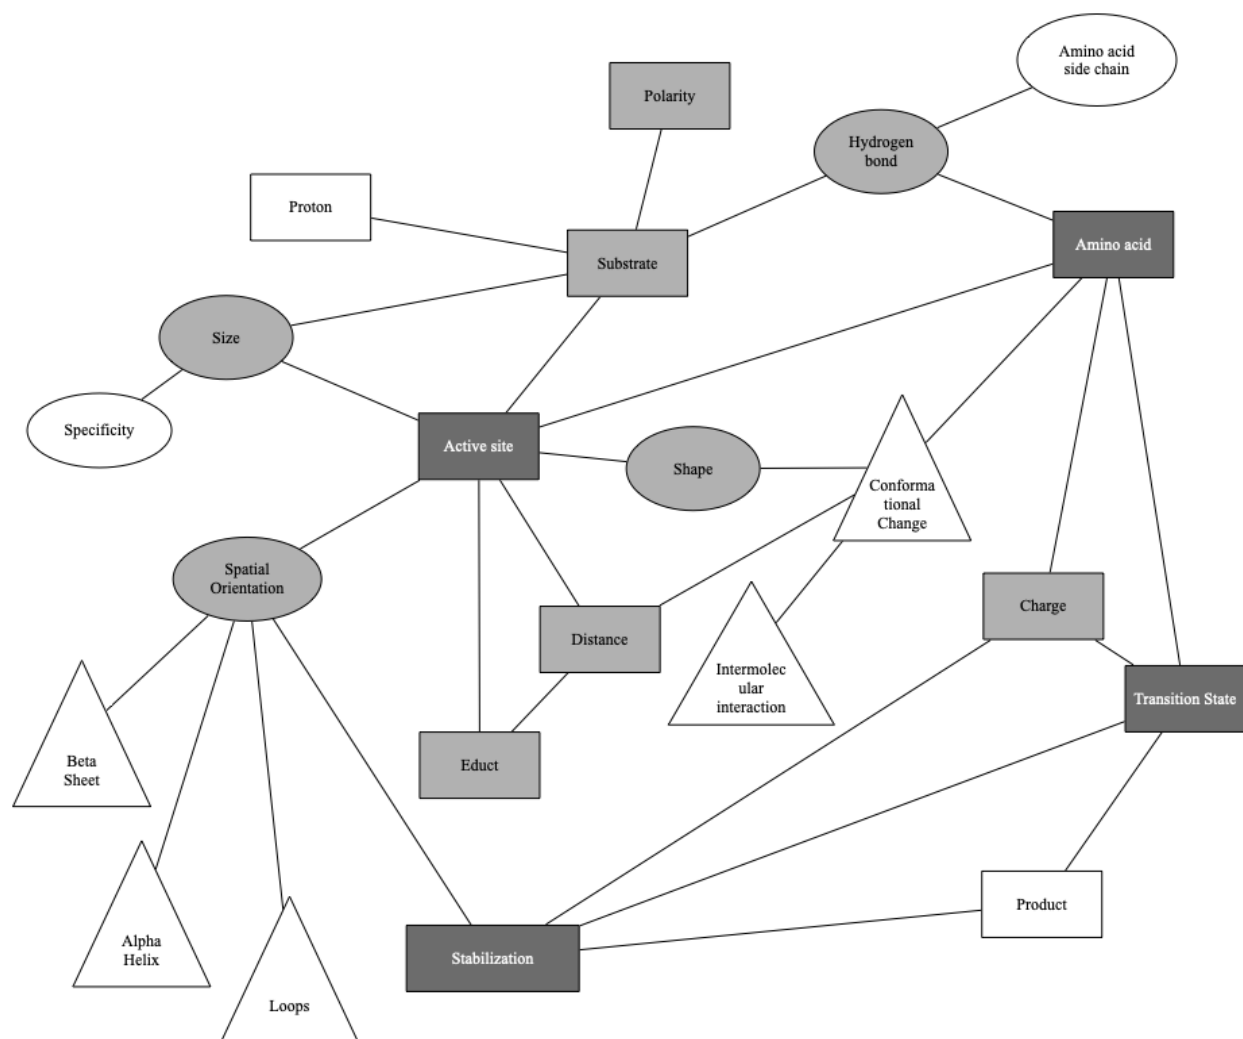 Amino acid
side chain
Polarity
Hydrogen
bond
Proton
Amino acid
Substrate
Size
Specificity
Active site
Shape
Conforma
tional
Change
Spatial
Orientation
Charge
Distance
Intermolec
ular
interaction
Transition State
Beta
Sheet
Educt
Product
Alpha
Helix
Stabilization
Loops